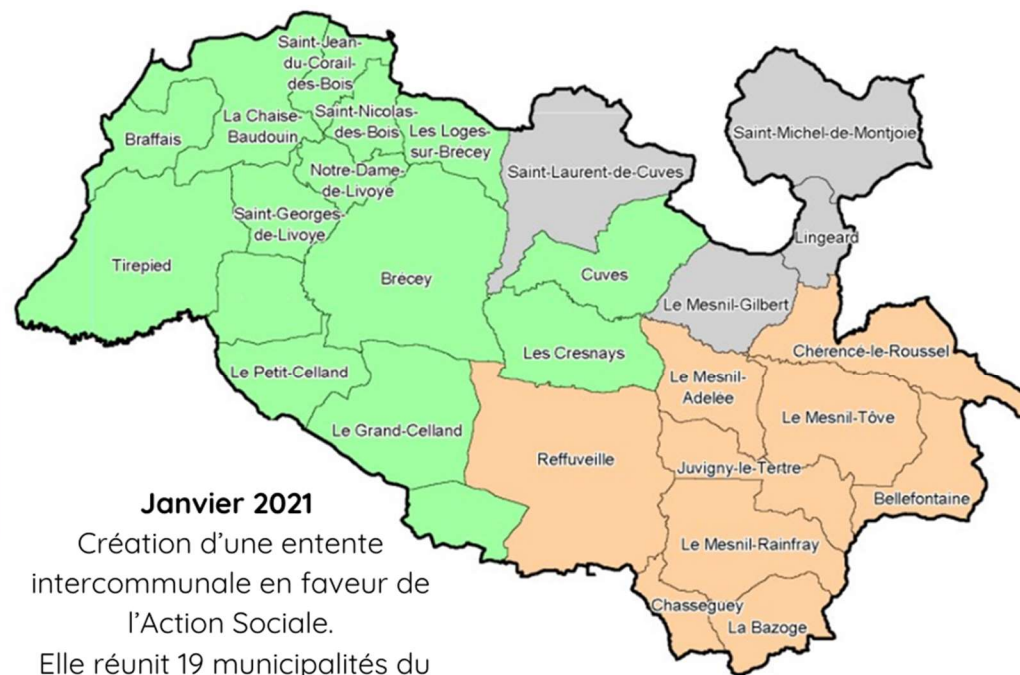 Saint-Jean-
du-Corail-
des-Bois
Braffais
La Chaise-
Baudouin
Saint-Nicolas-
des-Bois
Les Loges-
sur-Brécey
Notre-Dame-
de-Livoye
Saint-Georges-
de-Livoye
Tirepied
Brécey
Le Petit-Celland
Le Grand-Celland
Saint-Laurent-de-Cuves
Cuves
Les Cresnays
Saint-Michel-de-Montjoie
Lingeard
Le Mesnil-Gilbert
Chérencé-le-Roussel
Le Mesnil-
Adelée
Le Mesnil-Tôve
Reffuveille
Juvigny-le-Tertre
Bellefontaine
Le Mesnil-Rainfray
Chasseguey
La Bazoge
Janvier 2021
Création d’une entente
intercommunale en faveur de
l’Action Sociale.
Elle réunit 19 municipalités du